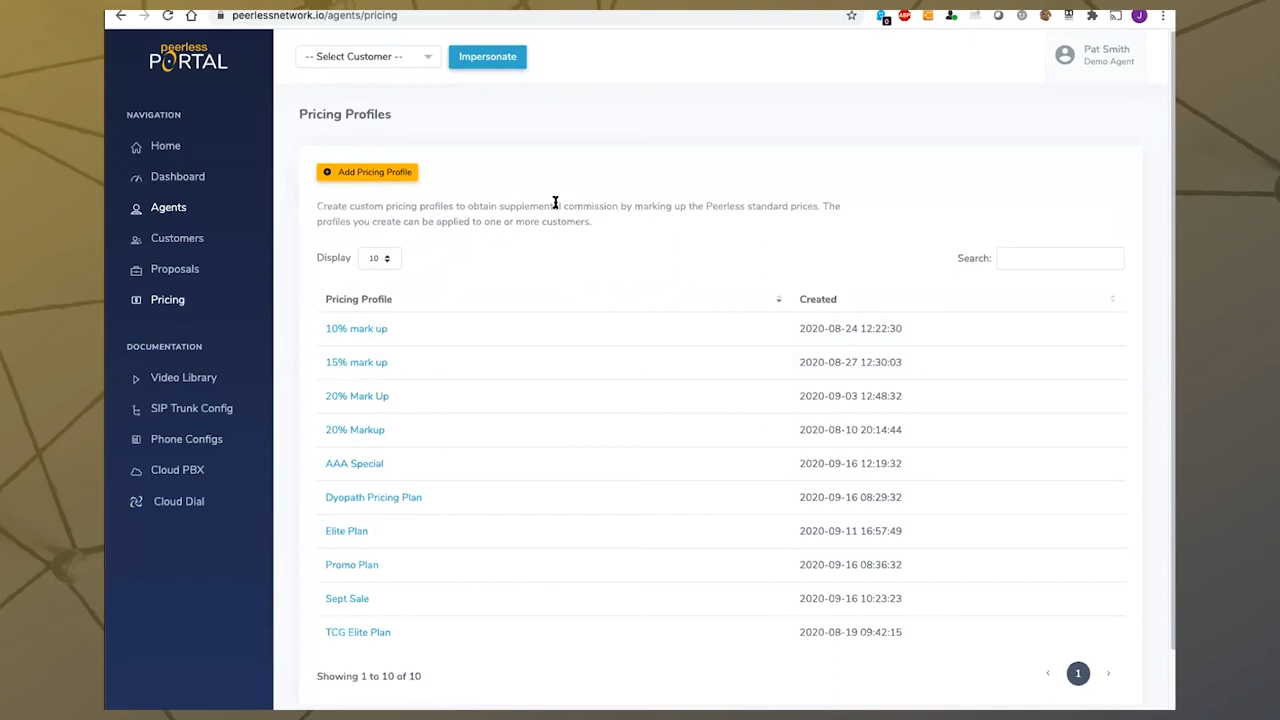 peerlessnetwork.io/agents/pricing
ABP
0
J
peerless
PORTAL
-- Select Customer --
Impersonate
Pat Smith
Demo Agent
NAVIGATION
Home
Dashboard
Agents
Customers
Proposals
Pricing
DOCUMENTATION
Video Library
SIP Trunk Config
Phone Configs
Cloud PBX
Cloud Dial
Pricing Profiles
Add Pricing Profile
Create custom pricing profiles to obtain supplemental commission by marking up the Peerless standard prices. The
profiles you create can be applied to one or more customers.
Display 10
Search:
Pricing Profile Created
10% mark up 2020-08-24 12:22:30
15% mark up 2020-08-27 12:30:03
20% Mark Up 2020-09-03 12:48:32
20% Markup 2020-08-10 20:14:44
AAA Special 2020-09-16 12:19:32
Dyopath Pricing Plan 2020-09-16 08:29:32
Elite Plan 2020-09-11 16:57:49
Promo Plan 2020-09-16 08:36:32
Sept Sale 2020-09-16 10:23:23
TCG Elite Plan 2020-08-19 09:42:15
Showing 1 to 10 of 10
1